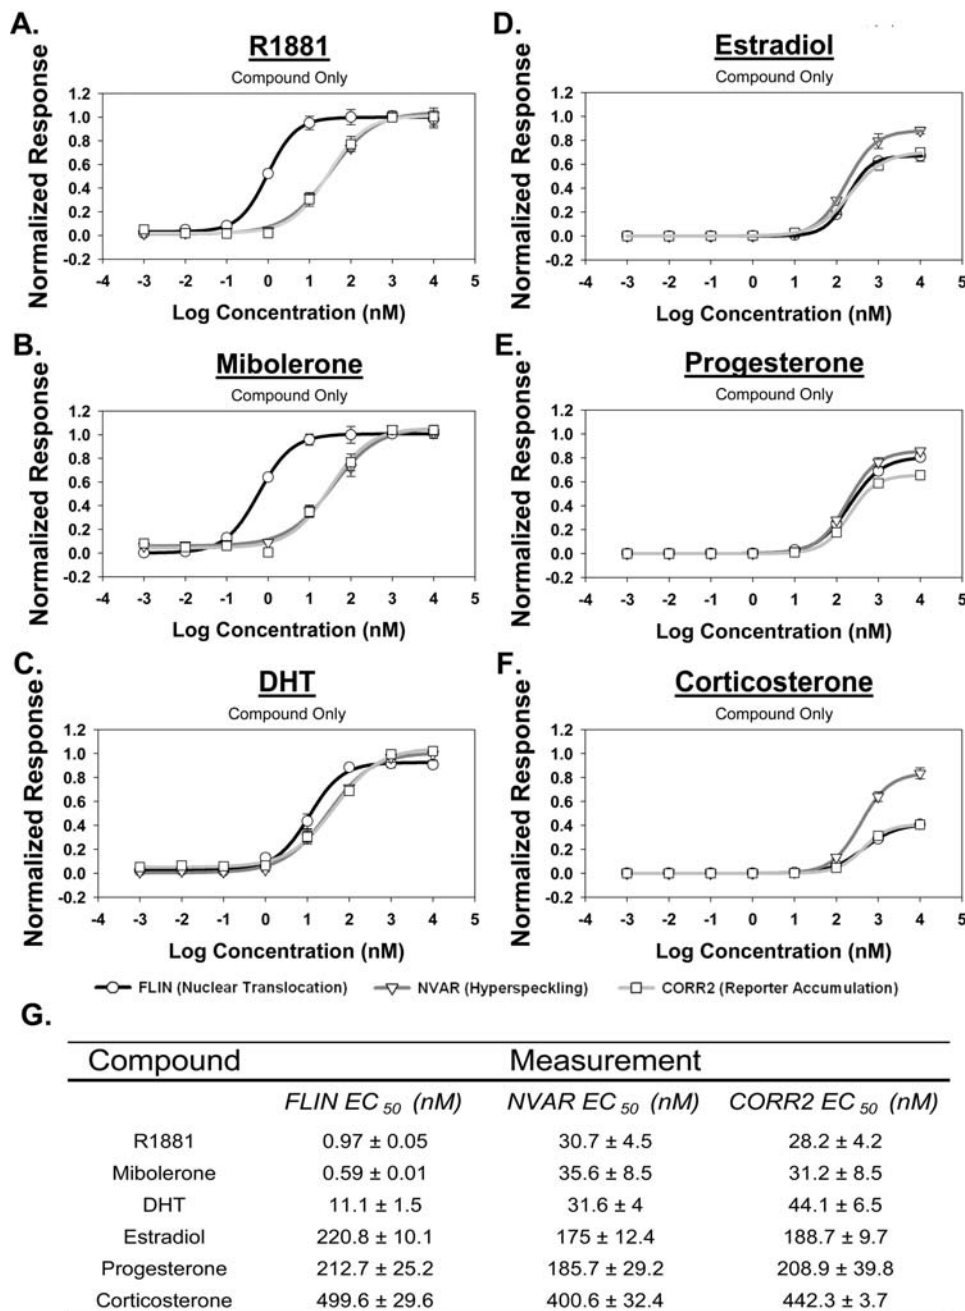 A.
R1881
Compound Only
Normalized Response
1.2
1.0
0.8
0.6
0.4
0.2
0.0
-0.2
-4 -3 -2 -1 0 1 2 3 4 5
Log Concentration (nM)
B.
Mibolerone
Compound Only
Normalized Response
1.2
1.0
0.8
0.6
0.4
0.2
0.0
-0.2
-4 -3 -2 -1 0 1 2 3 4 5
Log Concentration (nM)
C.
DHT
Compound Only
Normalized Response
1.2
1.0
0.8
0.6
0.4
0.2
0.0
-0.2
-4 -3 -2 -1 0 1 2 3 4 5
Log Concentration (nM)
D.
Estradiol
Compound Only
Normalized Response
1.2
1.0
0.8
0.6
0.4
0.2
0.0
-0.2
-4 -3 -2 -1 0 1 2 3 4 5
Log Concentration (nM)
E.
Progesterone
Compound Only
Normalized Response
1.2
1.0
0.8
0.6
0.4
0.2
0.0
-0.2
-4 -3 -2 -1 0 1 2 3 4 5
Log Concentration (nM)
F.
Corticosterone
Compound Only
Normalized Response
1.2
1.0
0.8
0.6
0.4
0.2
0.0
-0.2
-4 -3 -2 -1 0 1 2 3 4 5
Log Concentration (nM)
FLIN (Nuclear Translocation) NVAR (Hyperspeckling) CORR2 (Reporter Accumulation)
G.
Compound Measurement
FLIN EC50 (nM) NVAR EC50 (nM) CORR2 EC50 (nM)
R1881 0.97 ± 0.05 30.7 ± 4.5 28.2 ± 4.2
Mibolerone 0.59 ± 0.01 35.6 ± 8.5 31.2 ± 8.5
DHT 11.1 ± 1.5 31.6 ± 4 44.1 ± 6.5
Estradiol 220.8 ± 10.1 175 ± 12.4 188.7 ± 9.7
Progesterone 212.7 ± 25.2 185.7 ± 29.2 208.9 ± 39.8
Corticosterone 499.6 ± 29.6 400.6 ± 32.4 442.3 ± 3.7